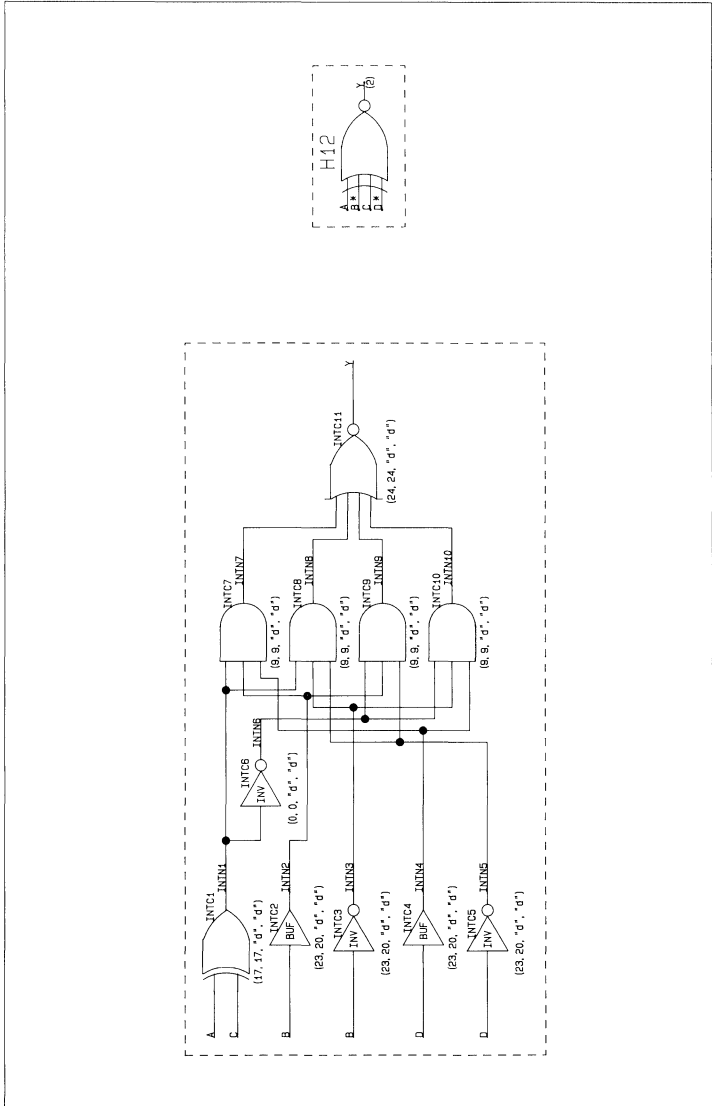 H12
A
B*
C
D*
Y
(2)
A
C
INTC1
INTN1
(17, 17, "d", "d")
INTC6
INV
INTN6
(0, 0, "d", "d")
B
INTC2
BUF
INTN2
(23, 20, "d", "d")
B
INTC3
INV
INTN3
(23, 20, "d", "d")
D
INTC4
BUF
INTN4
(23, 20, "d", "d")
D
INTC5
INV
INTN5
(23, 20, "d", "d")
INTC7
INTN7
(9, 9, "d", "d")
INTC8
INTN8
(9, 9, "d", "d")
INTC9
INTN9
(9, 9, "d", "d")
INTC10
INTN10
(9, 9, "d", "d")
INTC11
(24, 24, "d", "d")
Y